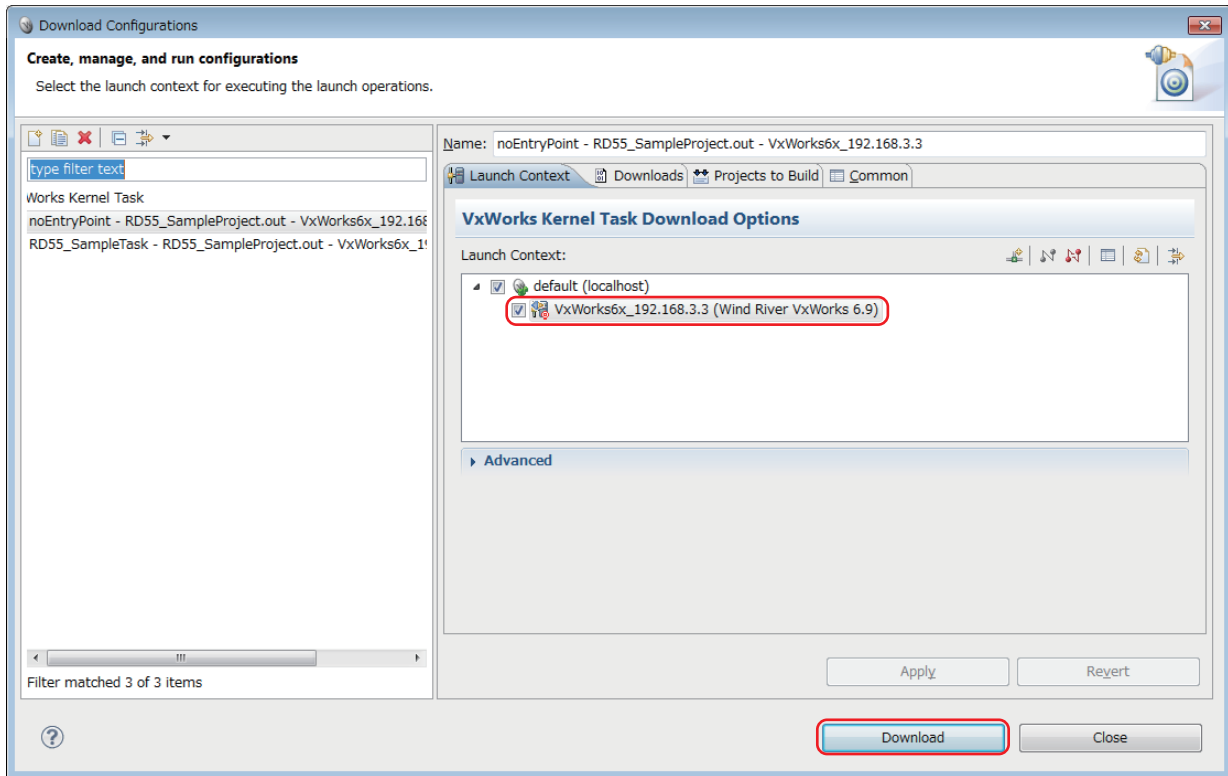 Download Configurations
Create, manage, and run configurations
Select the launch context for executing the launch operations.
type filter text
Works Kernel Task
noEntryPoint - RD55_SampleProject.out - VxWorks6x_192.168
RD55_SampleTask - RD55_SampleProject.out - VxWorks6x_1
Filter matched 3 of 3 items
Name: noEntryPoint - RD55_SampleProject.out - VxWorks6x_192.168.3.3
Launch Context Downloads Projects to Build Common
VxWorks Kernel Task Download Options
Launch Context:
default (localhost)
VxWorks6x_192.168.3.3 (Wind River VxWorks 6.9)
Advanced
Apply Revert
? Download Close